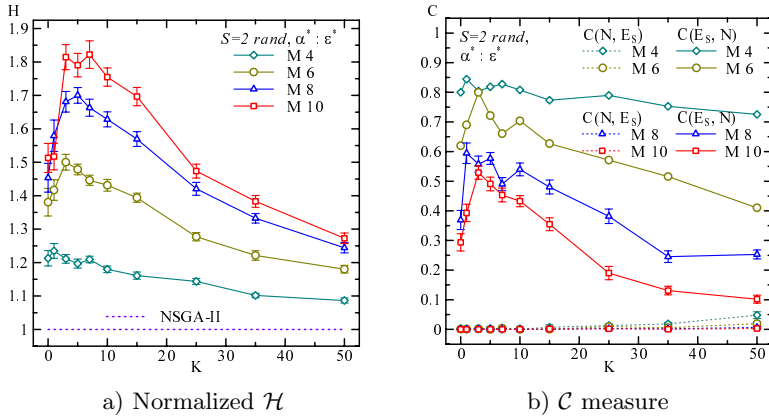 H
S=2 rand, α* : ε*
M 4
M 6
M 8
M 10
1.9
1.8
1.7
1.6
1.5
1.4
1.3
1.2
1.1
1
NSGA-II
0 10 20 30 40 50
K
a) Normalized ℋ
C
S=2 rand,
α* : ε*
C(N, E_S) C(E_S, N)
M 4 M 4
M 6 M 6
C(N, E_S) C(E_S, N)
M 8 M 8
M 10 M 10
1
0.9
0.8
0.7
0.6
0.5
0.4
0.3
0.2
0.1
0
0 10 20 30 40 50
K
b) 𝒞 measure